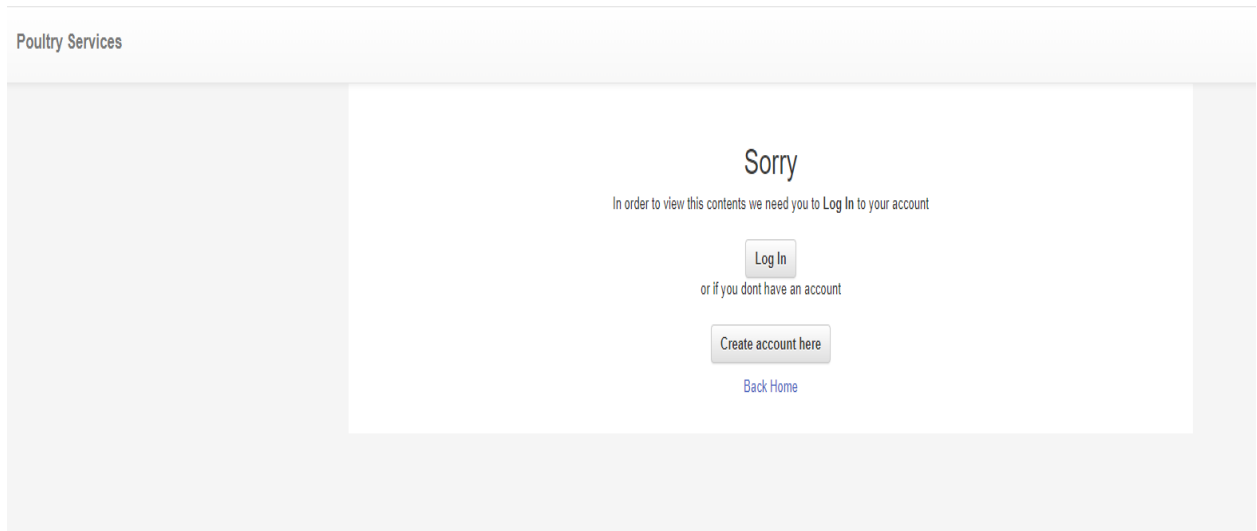 Poultry Services
Sorry
In order to view this contents we need you to Log In to your account
Log In
or if you dont have an account
Create account here
Back Home